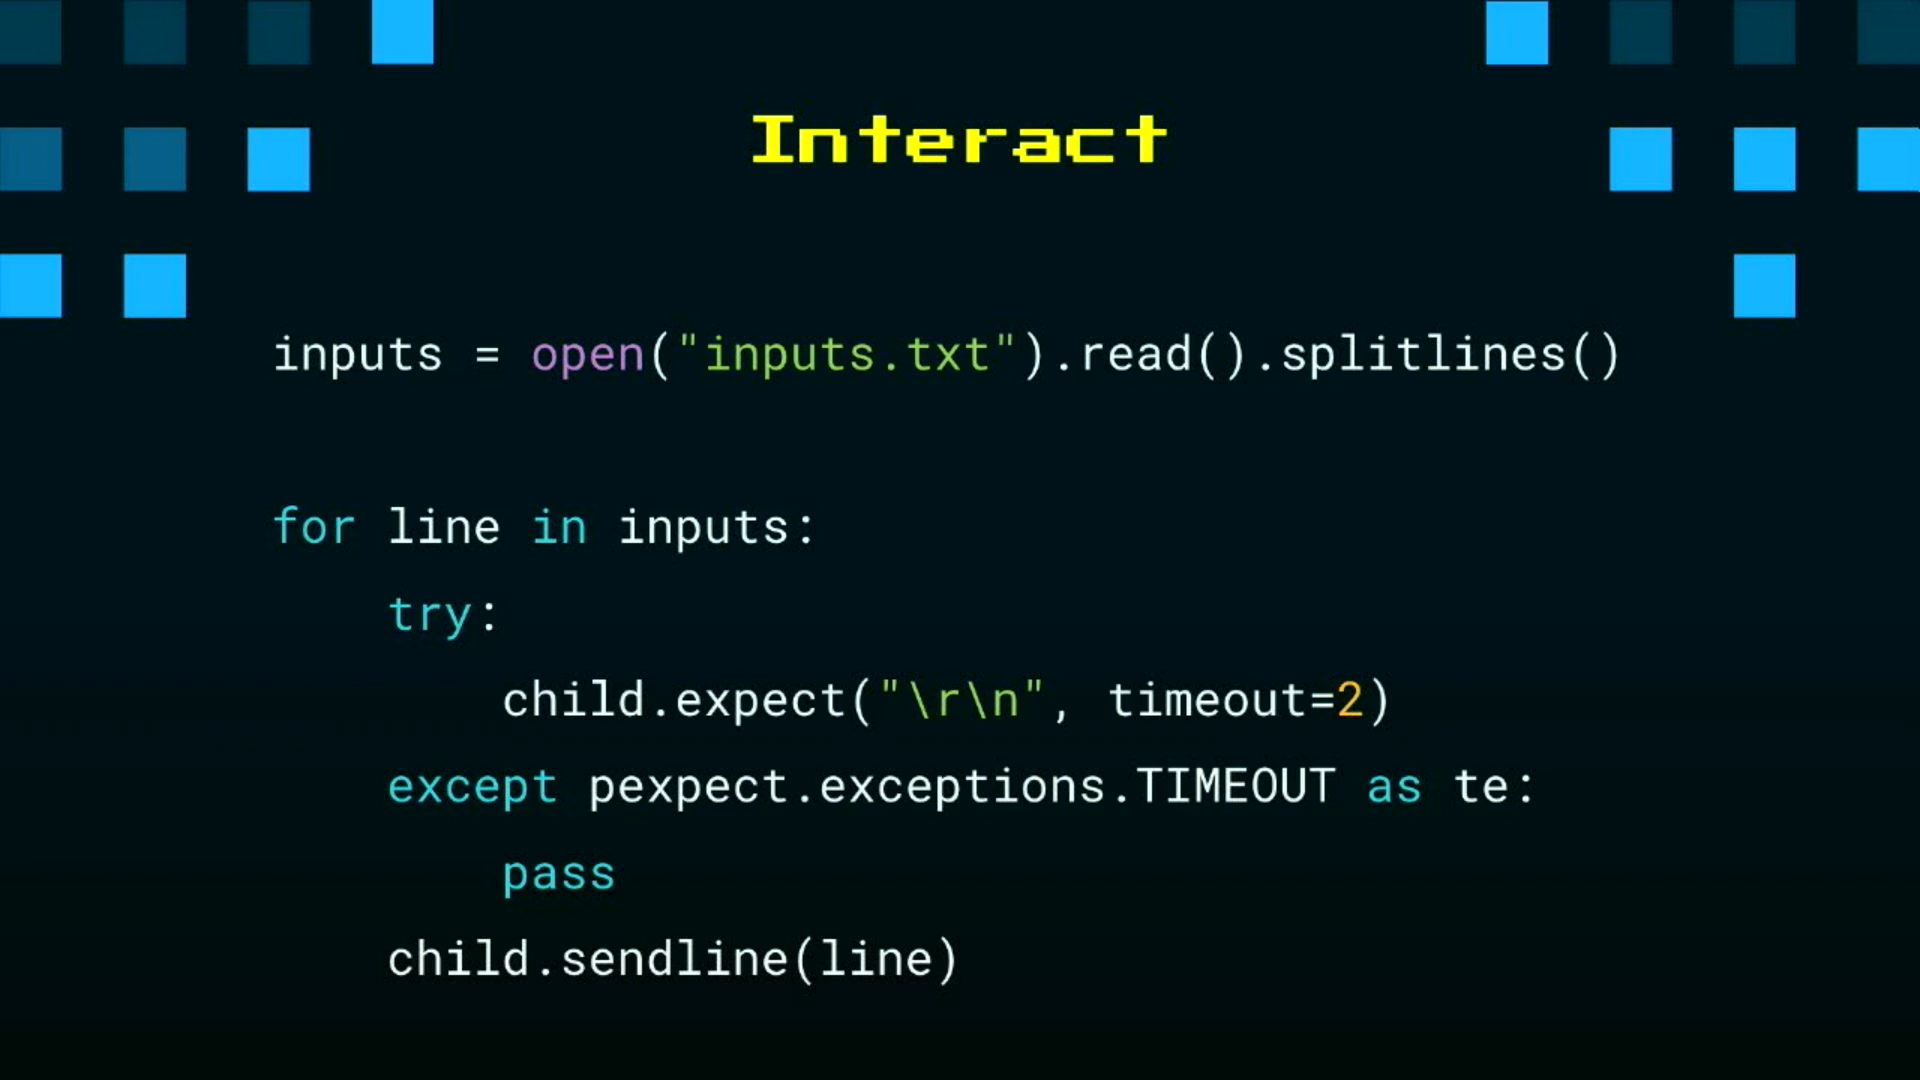 Interact
inputs = open("inputs.txt").read().splitlines()
for line in inputs:
    try:
        child.expect("\r\n", timeout=2)
    except pexpect.exceptions.TIMEOUT as te:
        pass
    child.sendline(line)